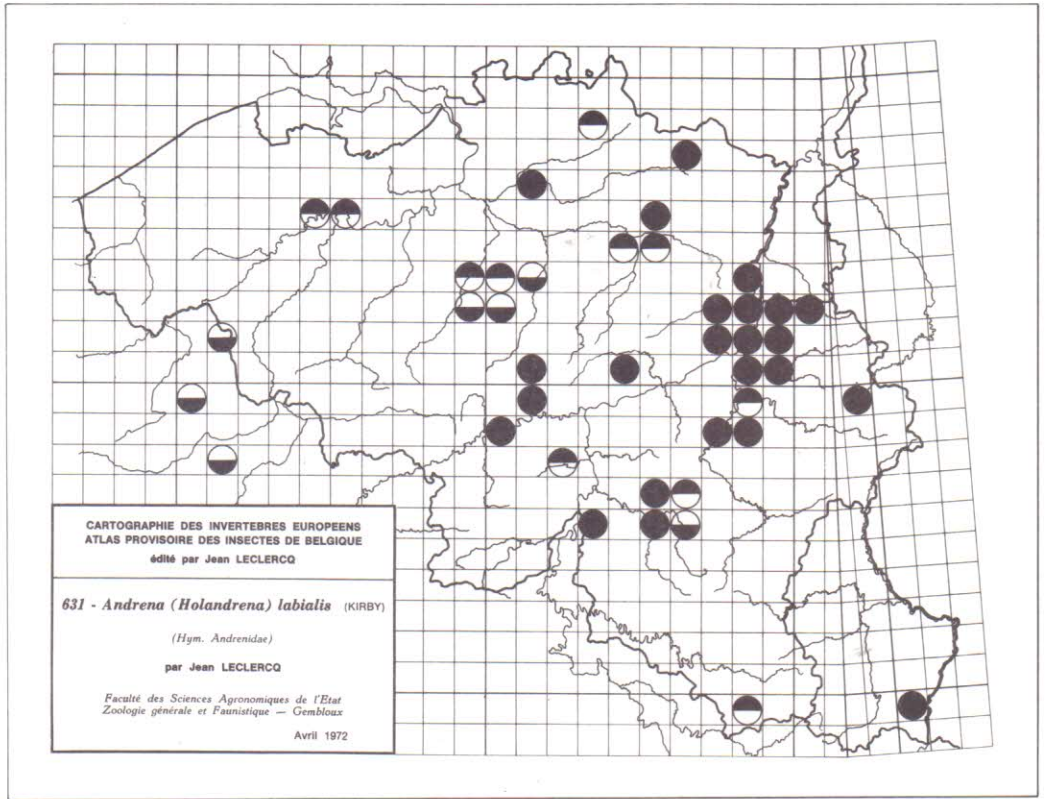 CARTOGRAPHIE DES INVERTEBRES EUROPEENS
ATLAS PROVISOIRE DES INSECTES DE BELGIQUE
édité par Jean LECLERCQ
631 - Andrena (Holandrena) labialis (KIRBY)
(Hym. Andrenidae)
par Jean LECLERCQ
Faculté des Sciences Agronomiques de l'Etat
Zoologie générale et Faunistique — Gembloux
Avril 1972